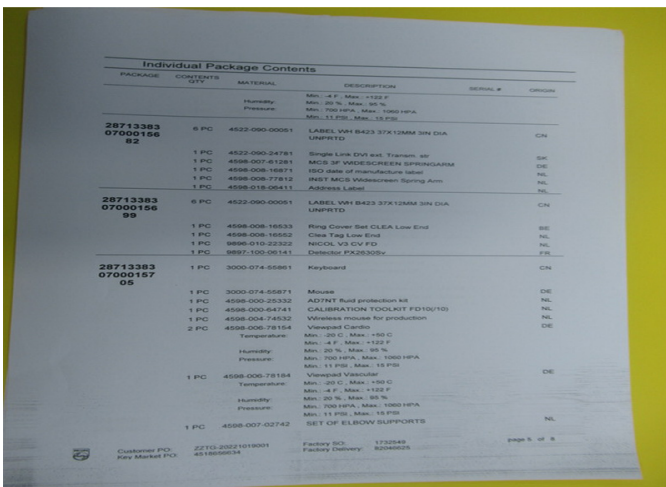 Individual Package Contents
PACKAGE CONTENTS QTY MATERIAL DESCRIPTION SERIAL # ORIGIN
Min.: -4 F , Max.: +122 F
Humidity: Min.: 20 % , Max.: 95 %
Pressure: Min.: 700 HPA , Max.: 1060 HPA
Min.: 11 PSI , Max.: 15 PSI
28713383 07000156 82 6 PC 4522-090-00051 LABEL WH B423 37X12MM 3IN DIA UNPRTD CN
1 PC 4522-090-24781 Single Link DVI ext. Transm. str SK
1 PC 4598-007-61281 MCS 3F WIDESCREEN SPRINGARM DE
1 PC 4598-008-16871 ISO date of manufacture label NL
1 PC 4598-008-77812 INST MCS Widescreen Spring Arm NL
1 PC 4598-018-06411 Address Label NL
28713383 07000156 99 6 PC 4522-090-00051 LABEL WH B423 37X12MM 3IN DIA UNPRTD CN
1 PC 4598-008-16533 Ring Cover Set CLEA Low End BE
1 PC 4598-008-16552 Clea Tag Low End NL
1 PC 9896-010-22322 NICOL V3 CV FD NL
1 PC 9897-100-06141 Detector PX2630Sv FR
28713383 07000157 05 1 PC 3000-074-55861 Keyboard CN
1 PC 3000-074-55871 Mouse DE
1 PC 4598-000-25332 AD7NT fluid protection kit NL
1 PC 4598-000-64741 CALIBRATION TOOLKIT FD10(/10) NL
1 PC 4598-004-74532 Wireless mouse for production NL
2 PC 4598-006-78154 Viewpad Cardio DE
Temperature: Min.: -20 C , Max.: +50 C
Min.: -4 F , Max.: +122 F
Humidity: Min.: 20 % , Max.: 95 %
Pressure: Min.: 700 HPA , Max.: 1060 HPA
Min.: 11 PSI , Max.: 15 PSI
1 PC 4598-006-78164 Viewpad Vascular DE
Temperature: Min.: -20 C , Max.: +50 C
Min.: -4 F , Max.: +122 F
Humidity: Min.: 20 % , Max.: 95 %
Pressure: Min.: 700 HPA , Max.: 1060 HPA
Min.: 11 PSI , Max.: 15 PSI
1 PC 4598-007-02742 SET OF ELBOW SUPPORTS NL
Customer PO: ZZTG-20221019001 Factory SO: 1732549 page 5 of 8
Key Market PO: Factory Delivery: